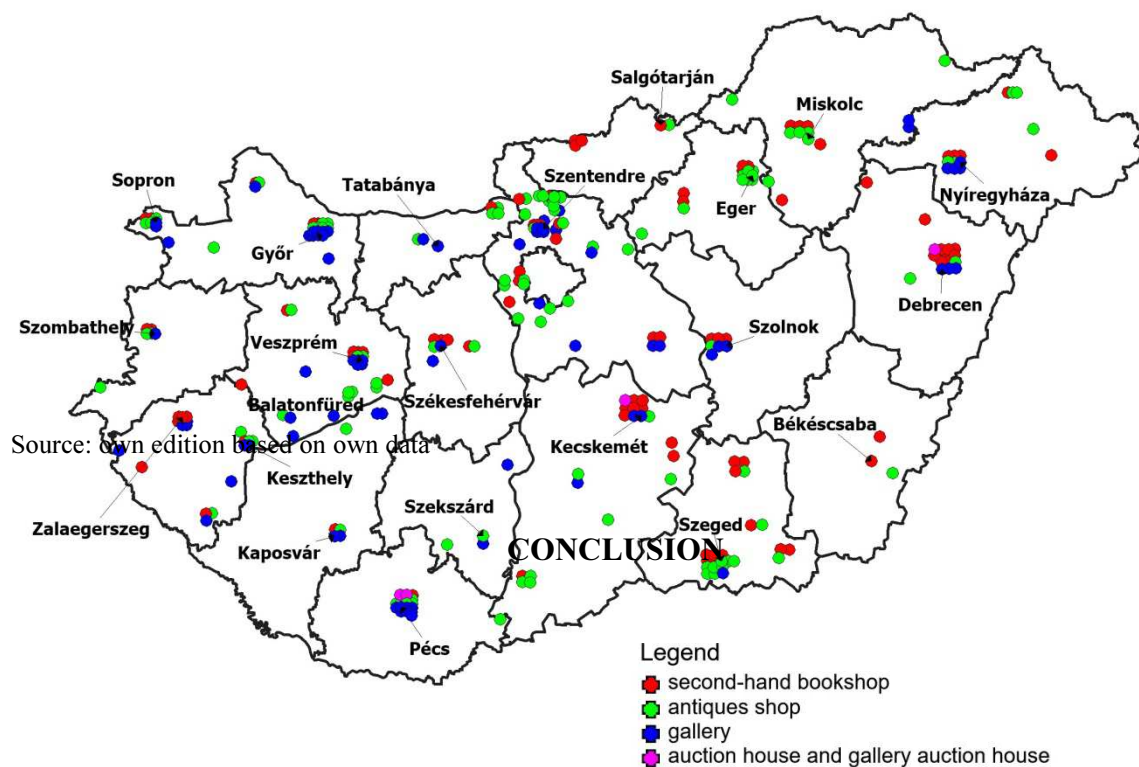 Salgótarján
Miskolc
Sopron
Tatabánya
Szentendre
Eger
Nyíregyháza
Győr
Debrecen
Szombathely
Veszprém
Szolnok
Balatonfüred
Székesfehérvár
Békéscsaba
Kecskemét
Source: own edition based on own data
Keszthely
Zalaegerszeg
Szekszárd
Szeged
Kaposvár
CONCLUSION
Pécs
Legend
second-hand bookshop
antiques shop
gallery
auction house and gallery auction house